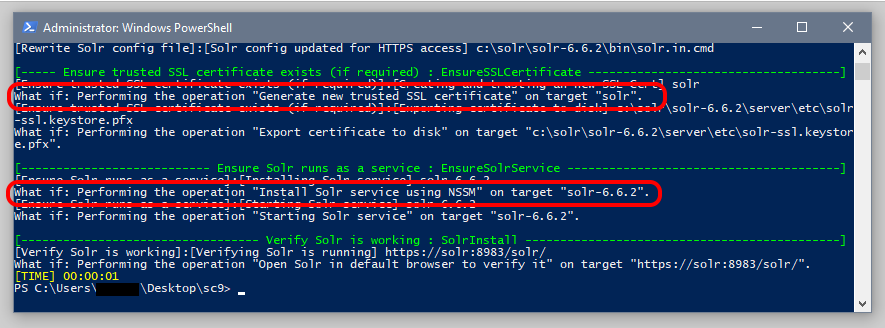 Administrator: Windows PowerShell
[Rewrite Solr config file]:[Solr config updated for HTTPS access] c:\solr\solr-6.6.2\bin\solr.in.cmd
[----- Ensure trusted SSL certificate exists (if required) : EnsureSSLCertificate --------------------------------]
[Ensure trusted SSL certificate exists (if required)]:[Creating and trusting an new SSL Cert] solr
What if: Performing the operation "Generate new trusted SSL certificate" on target "solr".
[Ensure trusted SSL certificate exists (if required)]:[Exporting certificate to disk] c:\solr\solr-6.6.2\server\etc\solr
-ssl.keystore.pfx
What if: Performing the operation "Export certificate to disk" on target "c:\solr\solr-6.6.2\server\etc\solr-ssl.keystor
e.pfx".
[--------------------------- Ensure Solr runs as a service : EnsureSolrService -----------------------------------]
[Ensure Solr runs as a service]:[Installing Solr service] solr-6.6.2
What if: Performing the operation "Install Solr service using NSSM" on target "solr-6.6.2".
[Ensure Solr runs as a service]:[Starting Solr service] solr-6.6.2
What if: Performing the operation "Starting Solr service" on target "solr-6.6.2".
[---------------------------------- Verify Solr is working : SolrInstall -----------------------------------------]
[Verify Solr is working]:[Verifying Solr is running] https://solr:8983/solr/
What if: Performing the operation "Open Solr in default browser to verify it" on target "https://solr:8983/solr/".
[TIME] 00:00:01
PS C:\Users\ \Desktop\sc9> _